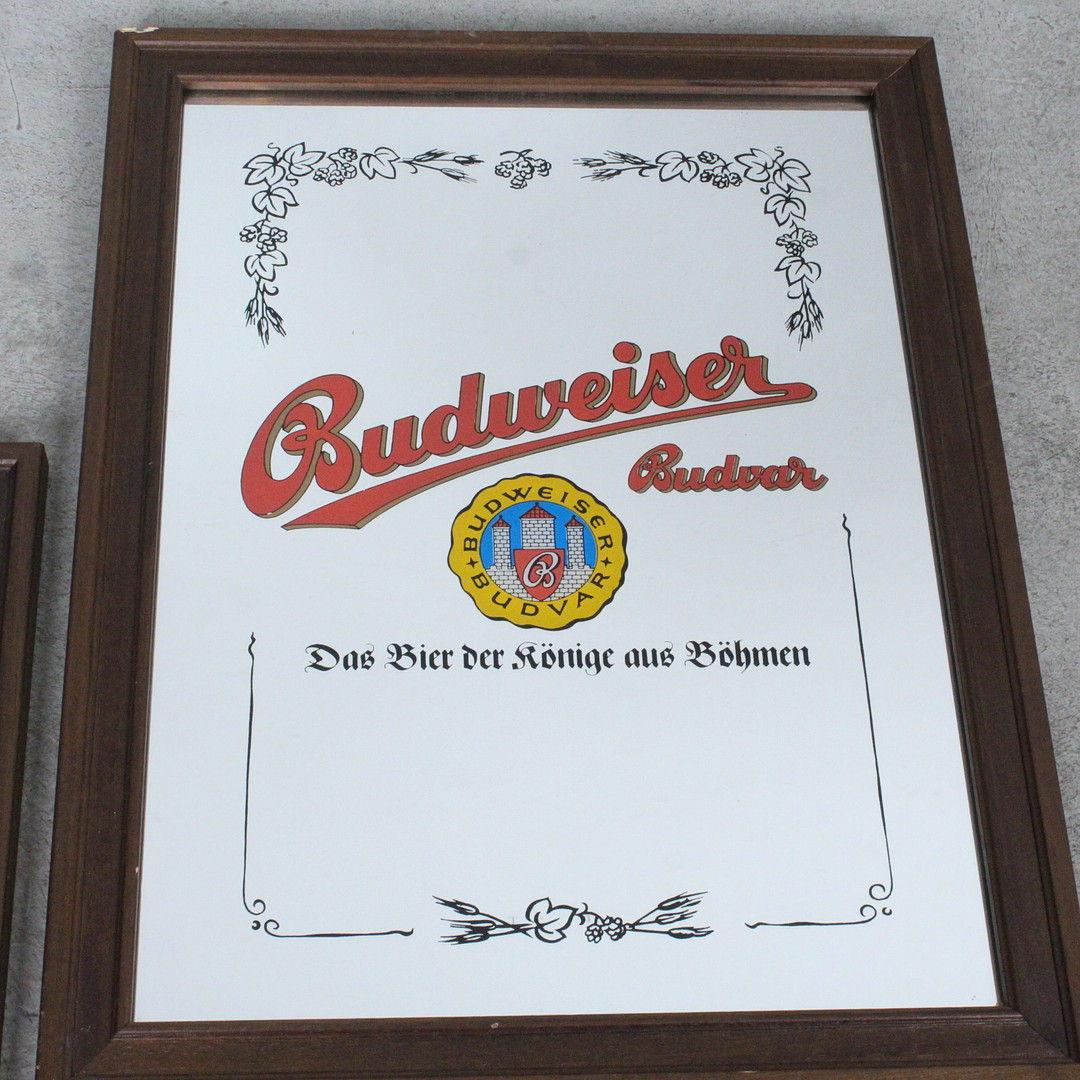 Budweiser
Budvar
BUDWEISER
B
BUDVAR
Das Bier der Könige aus Böhmen